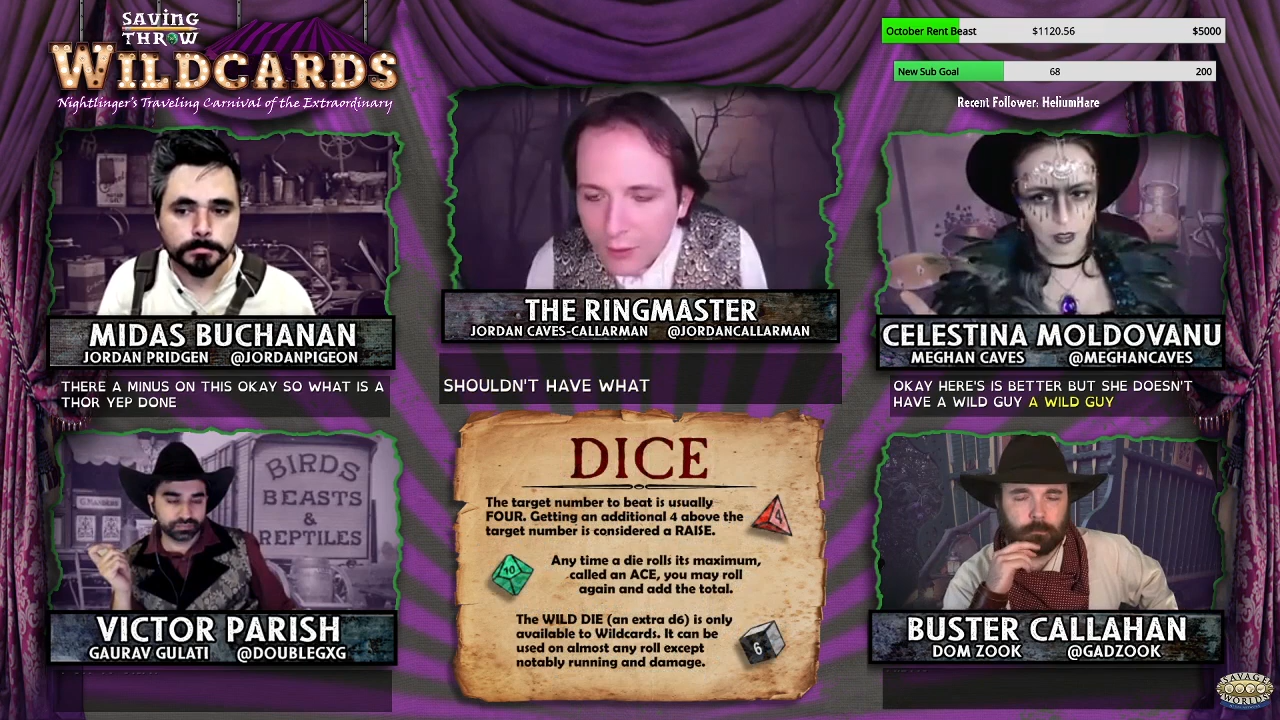 SAVING
THROW
WILDCARDS
Nightlinger's Traveling Carnival of the Extraordinary
October Rent Beast $1120.56 $5000
New Sub Goal 68 200
Recent Follower: HeliumHare
MIDAS BUCHANAN
JORDAN PRIDGEN @JORDANPIGEON
THERE A MINUS ON THIS OKAY SO WHAT IS A
THOR YEP DONE
THE RINGMASTER
JORDAN CAVES-CALLARMAN @JORDANCALLARMAN
SHOULDN'T HAVE WHAT
CELESTINA MOLDOVANU
MEGHAN CAVES @MEGHANCAVES
OKAY HERE'S IS BETTER BUT SHE DOESN'T
HAVE A WILD GUY A WILD GUY
BIRDS
BEASTS
&
REPTILES
VICTOR PARISH
GAURAV GULATI @DOUBLEGXG
DICE
The target number to beat is usually
FOUR. Getting an additional 4 above the
target number is considered a RAISE.
4
10
Any time a die rolls its maximum,
called an ACE, you may roll
again and add the total.
The WILD DIE (an extra d6) is only
available to Wildcards. It can be
used on almost any roll except
notably running and damage.
6
BUSTER CALLAHAN
DOM ZOOK @GADZOOK
SAVAGE
WORLDS